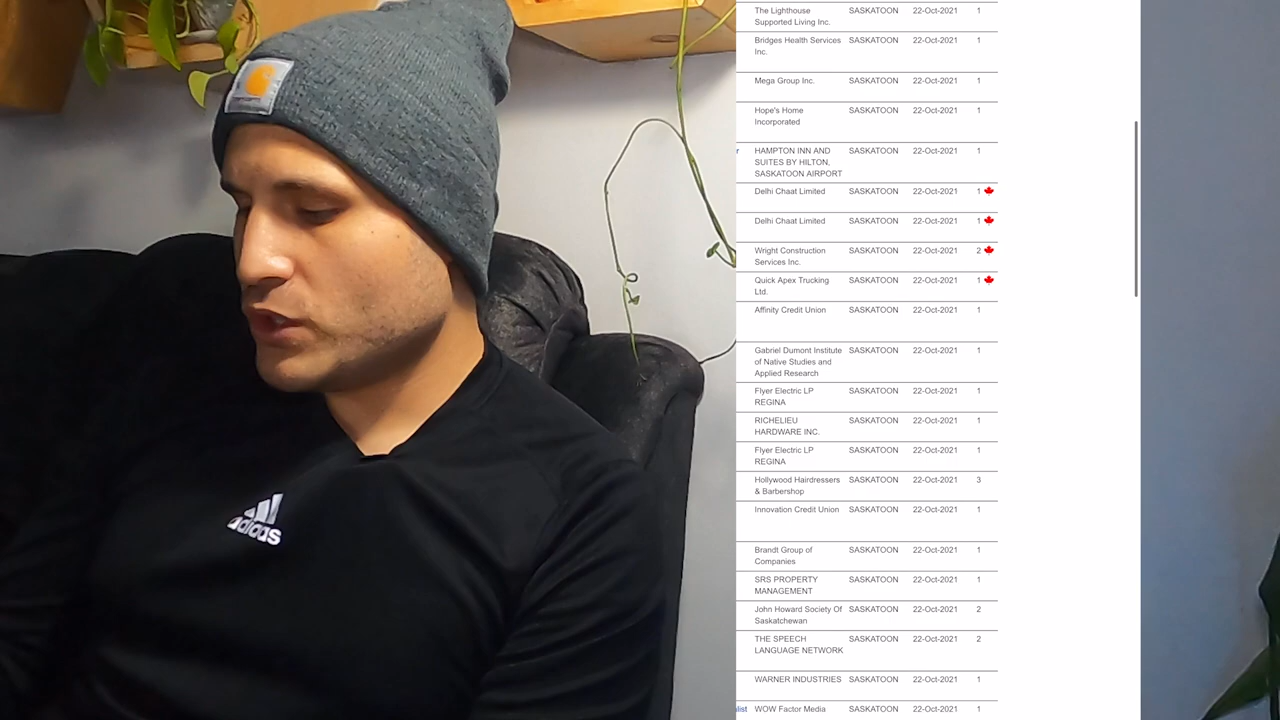 The Lighthouse SASKATOON 22-Oct-2021 1
Supported Living Inc.
Bridges Health Services SASKATOON 22-Oct-2021 1
Inc.
Mega Group Inc. SASKATOON 22-Oct-2021 1
Hope's Home SASKATOON 22-Oct-2021 1
Incorporated
r HAMPTON INN AND SASKATOON 22-Oct-2021 1
SUITES BY HILTON,
SASKATOON AIRPORT
Delhi Chaat Limited SASKATOON 22-Oct-2021 1
Delhi Chaat Limited SASKATOON 22-Oct-2021 1
Wright Construction SASKATOON 22-Oct-2021 2
Services Inc.
Quick Apex Trucking SASKATOON 22-Oct-2021 1
Ltd.
Affinity Credit Union SASKATOON 22-Oct-2021 1
Gabriel Dumont Institute SASKATOON 22-Oct-2021 1
of Native Studies and
Applied Research
Flyer Electric LP SASKATOON 22-Oct-2021 1
REGINA
RICHELIEU SASKATOON 22-Oct-2021 1
HARDWARE INC.
Flyer Electric LP SASKATOON 22-Oct-2021 1
REGINA
Hollywood Hairdressers SASKATOON 22-Oct-2021 3
& Barbershop
Innovation Credit Union SASKATOON 22-Oct-2021 1
Brandt Group of SASKATOON 22-Oct-2021 1
Companies
SRS PROPERTY SASKATOON 22-Oct-2021 1
MANAGEMENT
John Howard Society Of SASKATOON 22-Oct-2021 2
Saskatchewan
THE SPEECH SASKATOON 22-Oct-2021 2
LANGUAGE NETWORK
WARNER INDUSTRIES SASKATOON 22-Oct-2021 1
list WOW Factor Media SASKATOON 22-Oct-2021 1
adidas